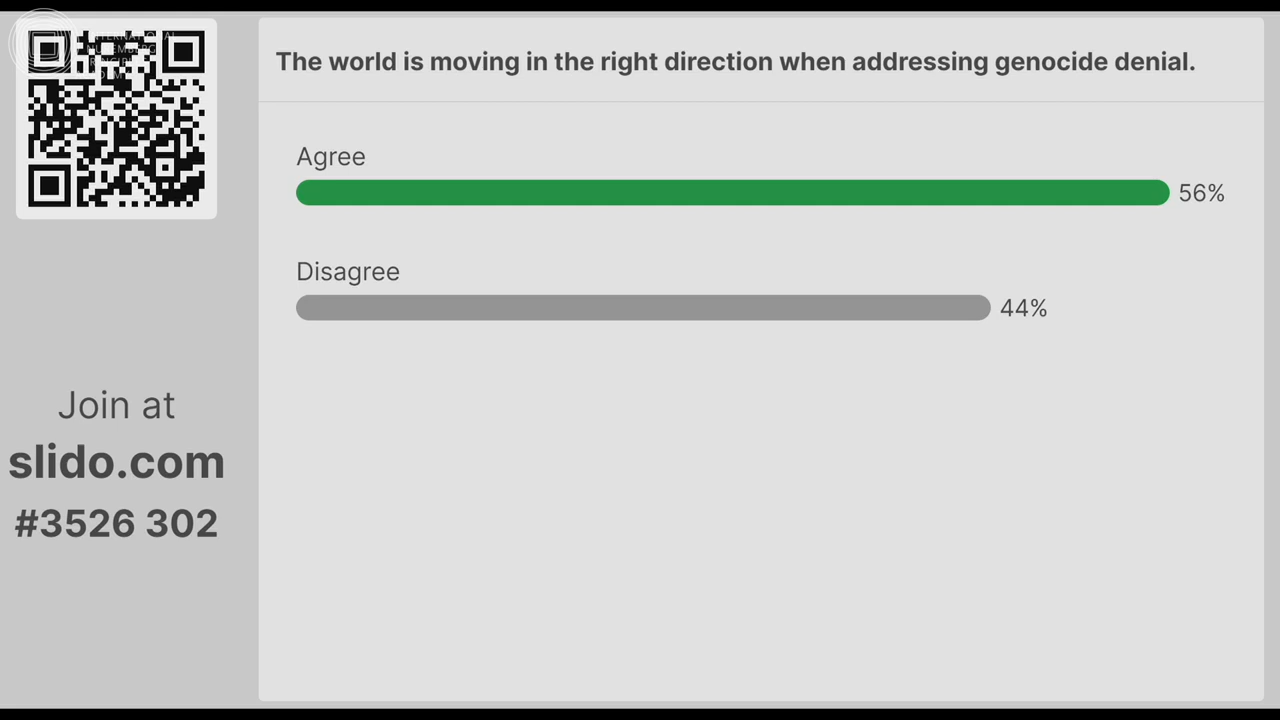 INTERNATIONAL
The world is moving in the right direction when addressing genocide denial.
Agree
56%
Disagree
44%
Join at
slido.com
#3526 302